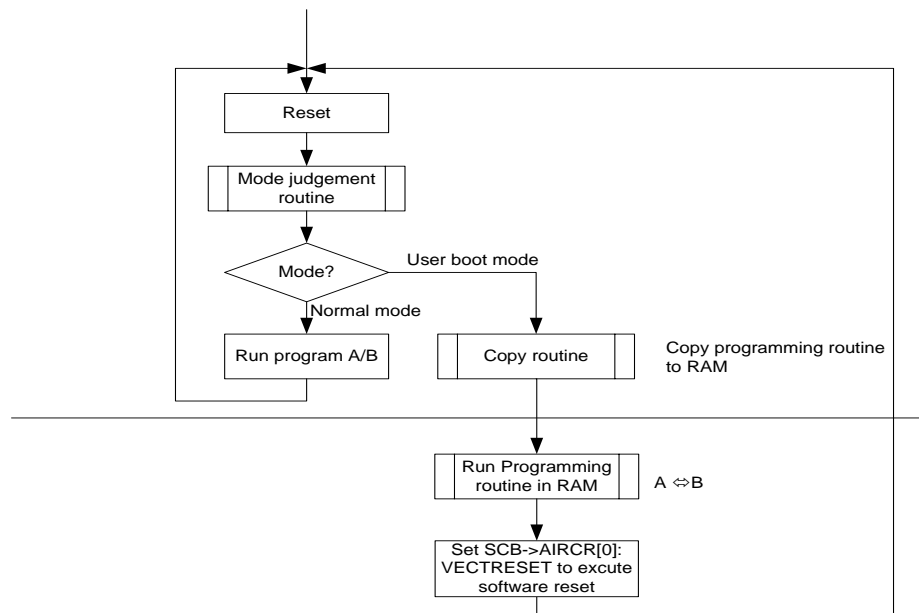 Reset
Mode judgement
routine
Mode?
User boot mode
Normal mode
Run program A/B
Copy routine
Copy programming routine
to RAM
Run Programming
routine in RAM
A ⇔B
Set SCB->AIRCR[0]:
VECTRESET to excute
software reset